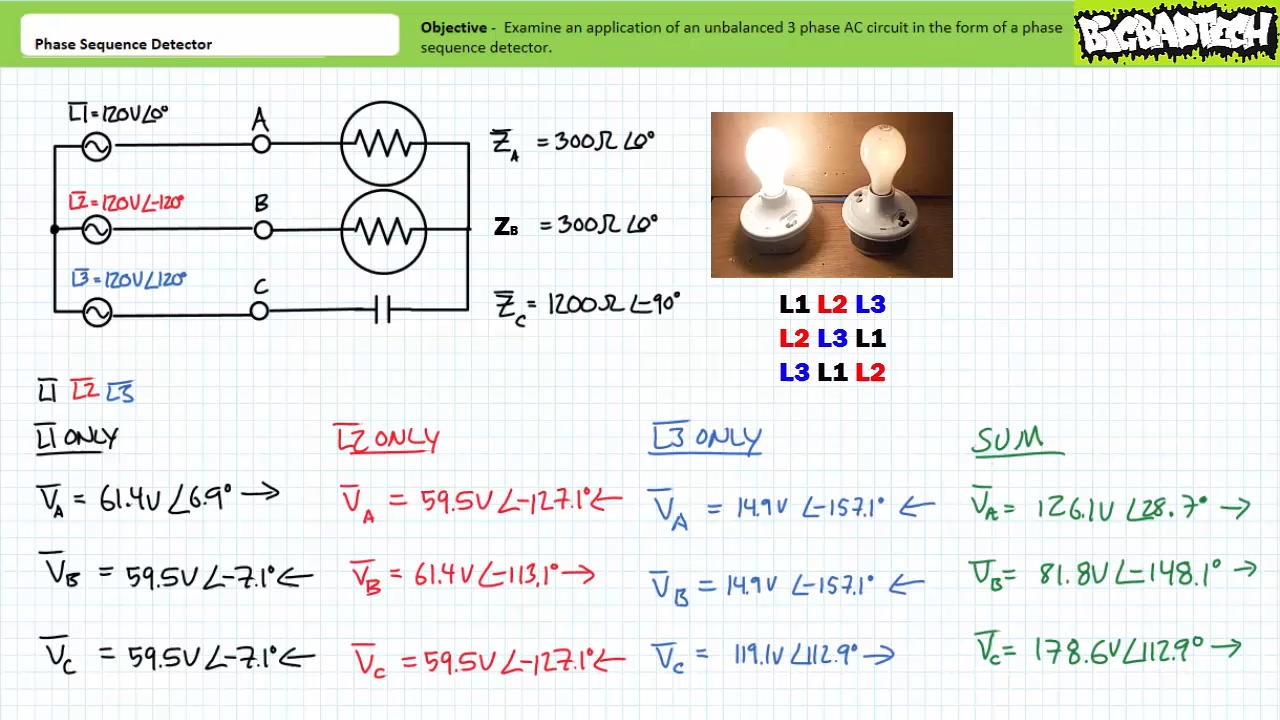 Phase Sequence Detector
Objective - Examine an application of an unbalanced 3 phase AC circuit in the form of a phase
sequence detector.
BIGBADTECH
L1=120V∠0°
A
Z̅A = 300Ω∠0°
L2=120V∠-120°
B
ZB = 300Ω∠0°
L3=120V∠120°
C
Z̅C = 1200Ω∠-90°
L1 L2 L3
L2 L3 L1
L3 L1 L2
L1 L2 L3
L1 ONLY
V̅A = 61.4V∠6.9° →
V̅B = 59.5V∠-7.1° ←
V̅C = 59.5V∠-7.1° ←
L2 ONLY
V̅A = 59.5V∠-127.1° ←
V̅B = 61.4V∠-113.1° →
V̅C = 59.5V∠-127.1° ←
L3 ONLY
V̅A = 14.9V∠-157.1° ←
V̅B = 14.9V∠-157.1° ←
V̅C = 119.1V∠112.9° →
SUM
V̅A = 126.1V∠28.7° →
V̅B = 81.8V∠-148.1° →
V̅C = 178.6V∠112.9° →